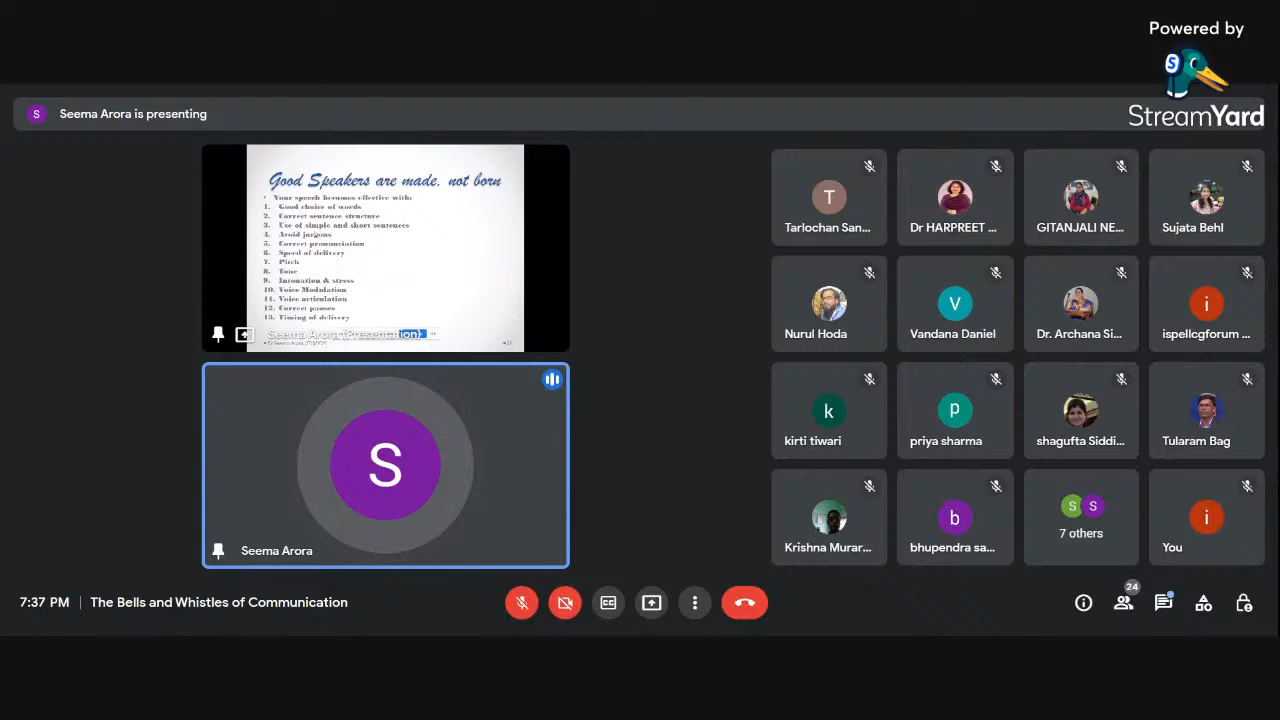 Powered by
StreamYard
S
Seema Arora is presenting
Good Speakers are made, not born
• Your speech becomes effective with:
1. Good choice of words
2. Correct sentence structure
3. Use of simple and short sentences
4. Avoid jargons
5. Correct pronunciation
6. Speed of delivery
7. Pitch
8. Tone
9. Intonation & stress
10. Voice Modulation
11. Voice articulation
12. Correct pauses
13. Timing of delivery
Seema Arora (Presentation)
S
Seema Arora
T
Tarlochan San...
Dr HARPREET ...
GITANJALI NE...
Sujata Behl
Nurul Hoda
V
Vandana Datt
Dr. Archana Si...
i
ispellogforum ...
k
kirti tiwari
p
priya sharma
shagufta Siddi...
Tularam Bag
Krishna Murar...
b
bhupendra sa...
S S
7 others
i
You
7:37 PM | The Bells and Whistles of Communication
CC
24